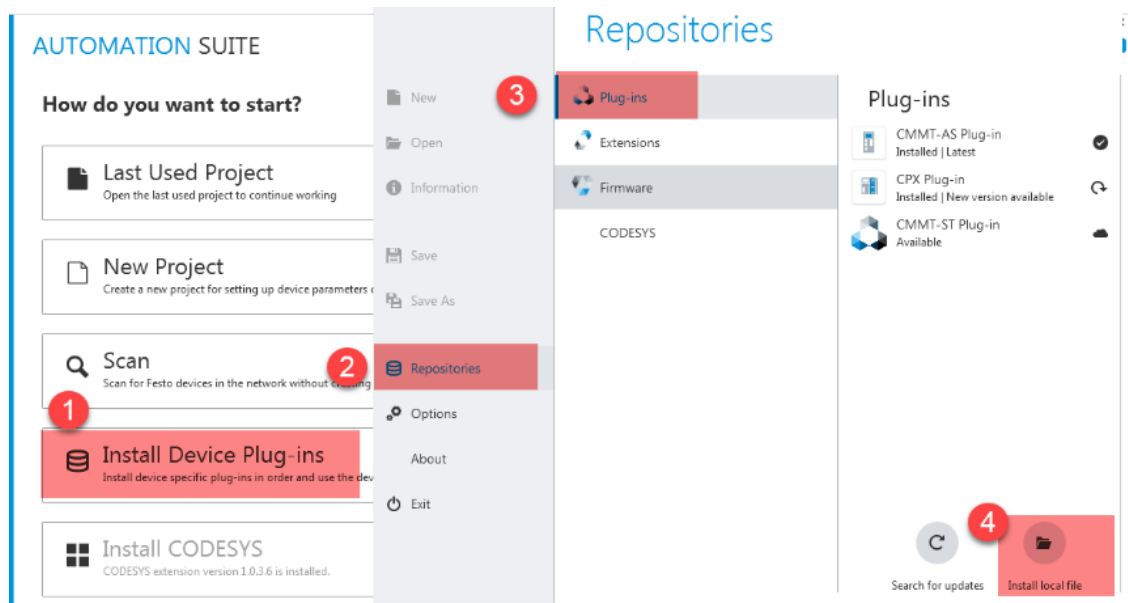 AUTOMATION SUITE
How do you want to start?
Last Used Project
Open the last used project to continue working
New Project
Create a new project for setting up device parameters
Scan
Scan for Festo devices in the network without creating
1
Install Device Plug-ins
Install device specific plug-ins in order and use the dev
Install CODESYS
CODESYS extension version 1.0.3.6 is installed.
New
Open
Information
Save
Save As
2
Repositories
Options
About
Exit
Repositories
3
Plug-ins
Extensions
Firmware
CODESYS
Plug-ins
CMMT-AS Plug-in
Installed | Latest
CPX Plug-in
Installed | New version available
CMMT-ST Plug-in
Available
4
Search for updates
Install local file